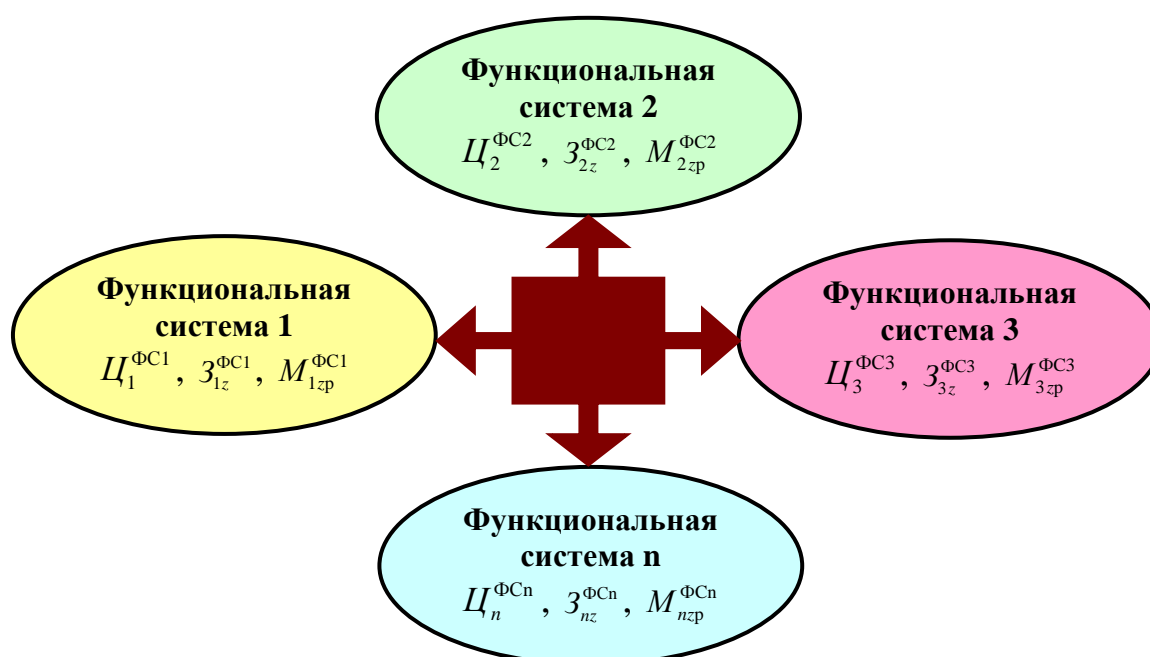 Функциональная
система 2
Ц₂^ФС2 , З₂z^ФС2 , М₂zp^ФС2
Функциональная
система 1
Ц₁^ФС1 , З₁z^ФС1 , М₁zp^ФС1
Функциональная
система 3
Ц₃^ФС3 , З₃z^ФС3 , М₃zp^ФС3
Функциональная
система n
Цn^ФСn , Зnz^ФСn , Мnzp^ФСn